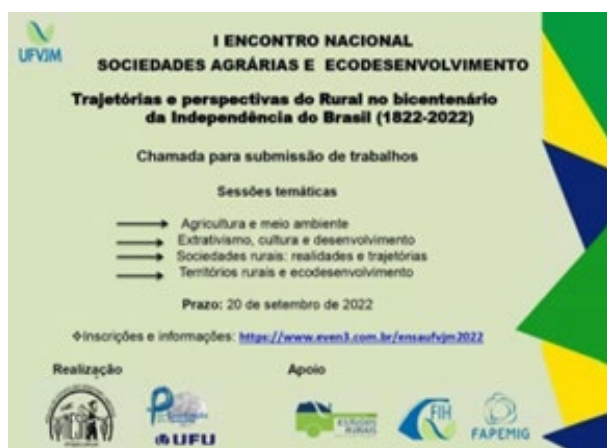 UFVJM
I ENCONTRO NACIONAL
SOCIEDADES AGRÁRIAS E ECODESENVOLVIMENTO
Trajetórias e perspectivas do Rural no bicentenário
da Independência do Brasil (1822-2022)
Chamada para submissão de trabalhos
Sessões temáticas
Agricultura e meio ambiente
Extrativismo, cultura e desenvolvimento
Sociedades rurais: realidades e trajetórias
Territórios rurais e ecodesenvolvimento
Prazo: 20 de setembro de 2022
❖Inscrições e informações: https://www.even3.com.br/ensaufvjm2022
Realização
Apoio
UFU
ESTUDOS
RURAIS
FIH
FAPEMIG